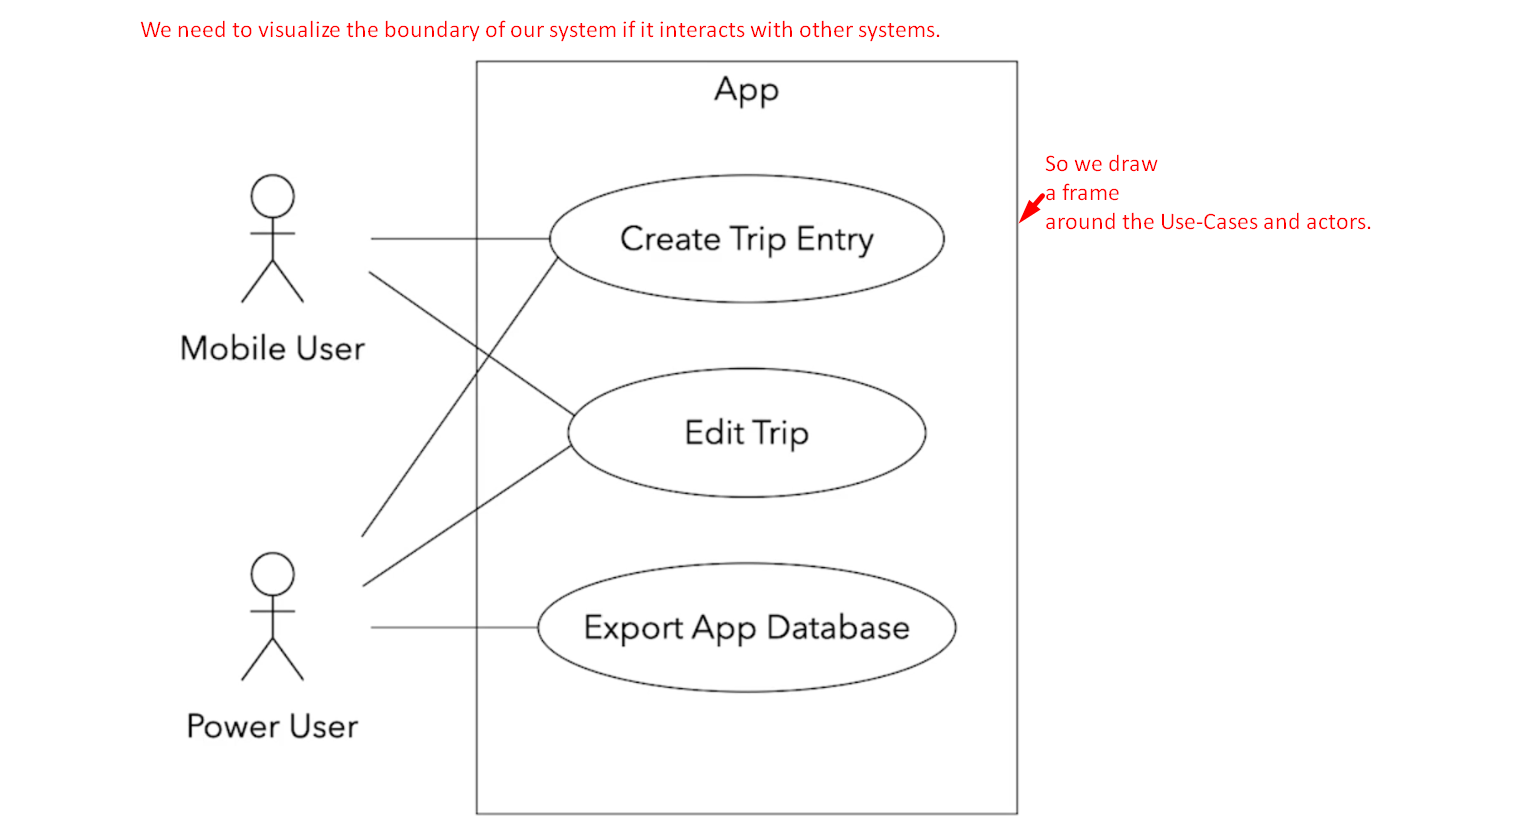 We need to visualize the boundary of our system if it interacts with other systems.
App
So we draw
a frame
around the Use-Cases and actors.
Create Trip Entry
Mobile User
Edit Trip
Export App Database
Power User